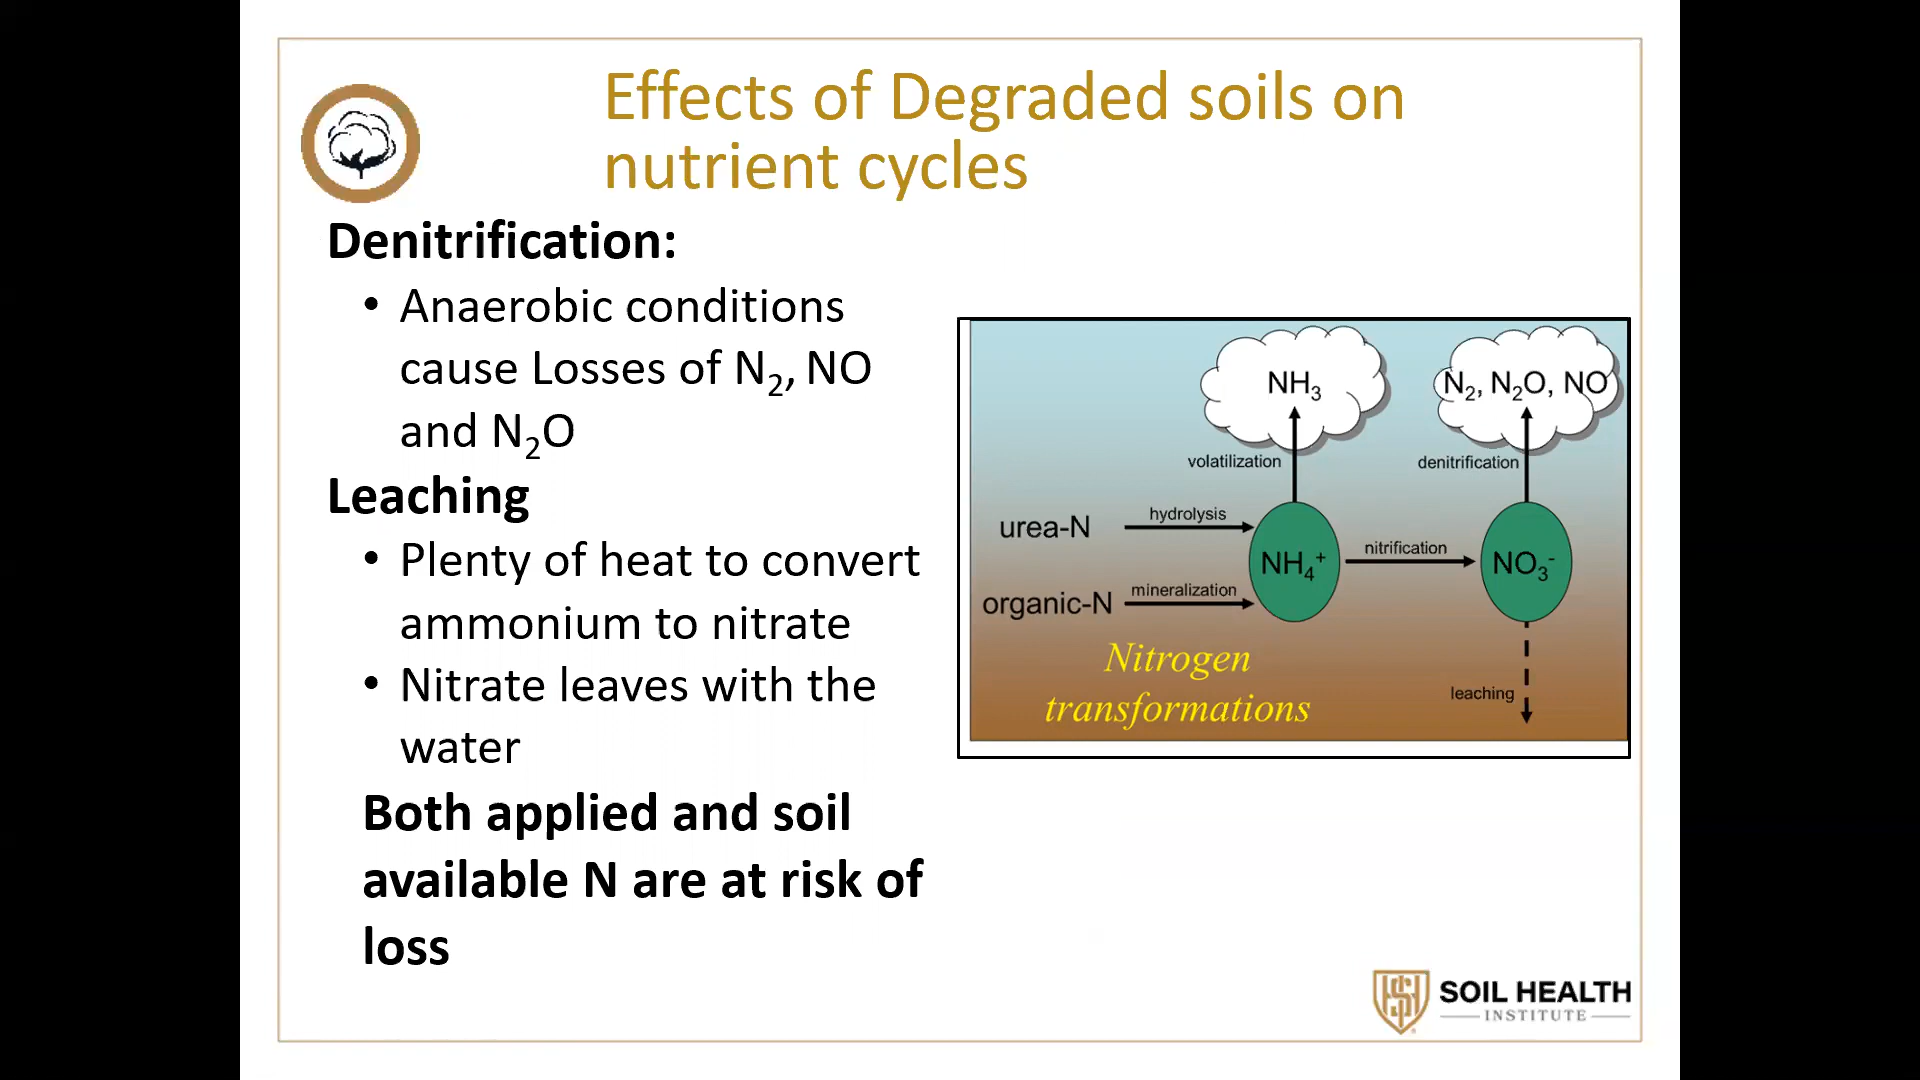 Effects of Degraded soils on
nutrient cycles
Denitrification:
• Anaerobic conditions
cause Losses of N₂, NO
and N₂O
Leaching
• Plenty of heat to convert
ammonium to nitrate
• Nitrate leaves with the
water
Both applied and soil
available N are at risk of
loss
NH₃
N₂, N₂O, NO
volatilization
denitrification
urea-N
hydrolysis
NH₄⁺
nitrification
NO₃⁻
organic-N
mineralization
Nitrogen
transformations
leaching
SOIL HEALTH
INSTITUTE